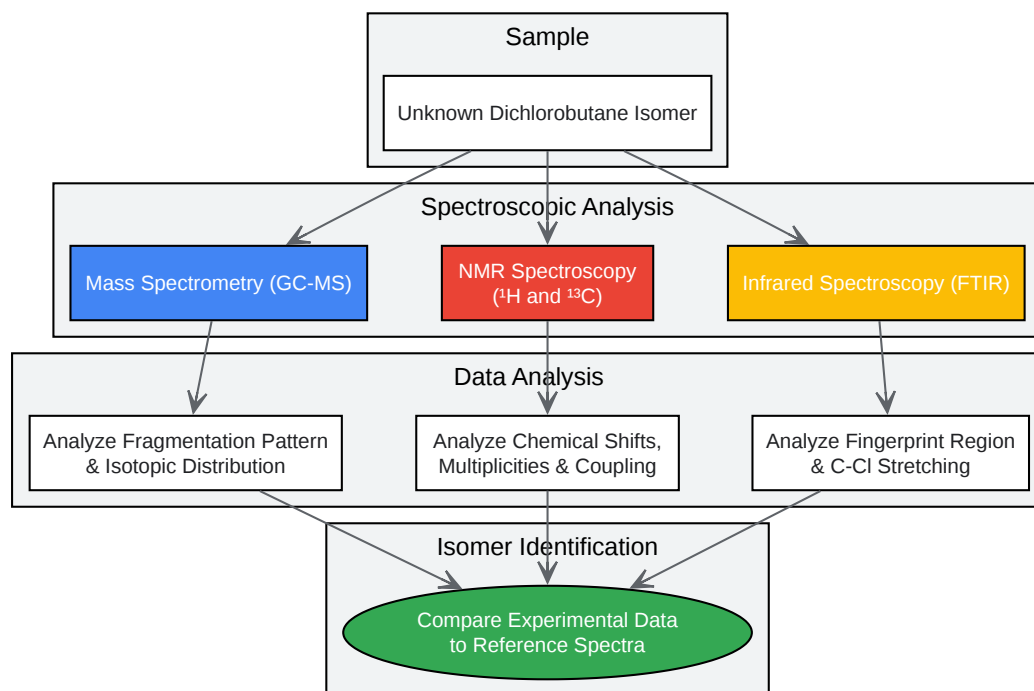 Sample
Unknown Dichlorobutane Isomer
Spectroscopic Analysis
Mass Spectrometry (GC-MS)
NMR Spectroscopy
(¹H and ¹³C)
Infrared Spectroscopy (FTIR)
Data Analysis
Analyze Fragmentation Pattern
& Isotopic Distribution
Analyze Chemical Shifts,
Multiplicities & Coupling
Analyze Fingerprint Region
& C-Cl Stretching
Isomer Identification
Compare Experimental Data
to Reference Spectra